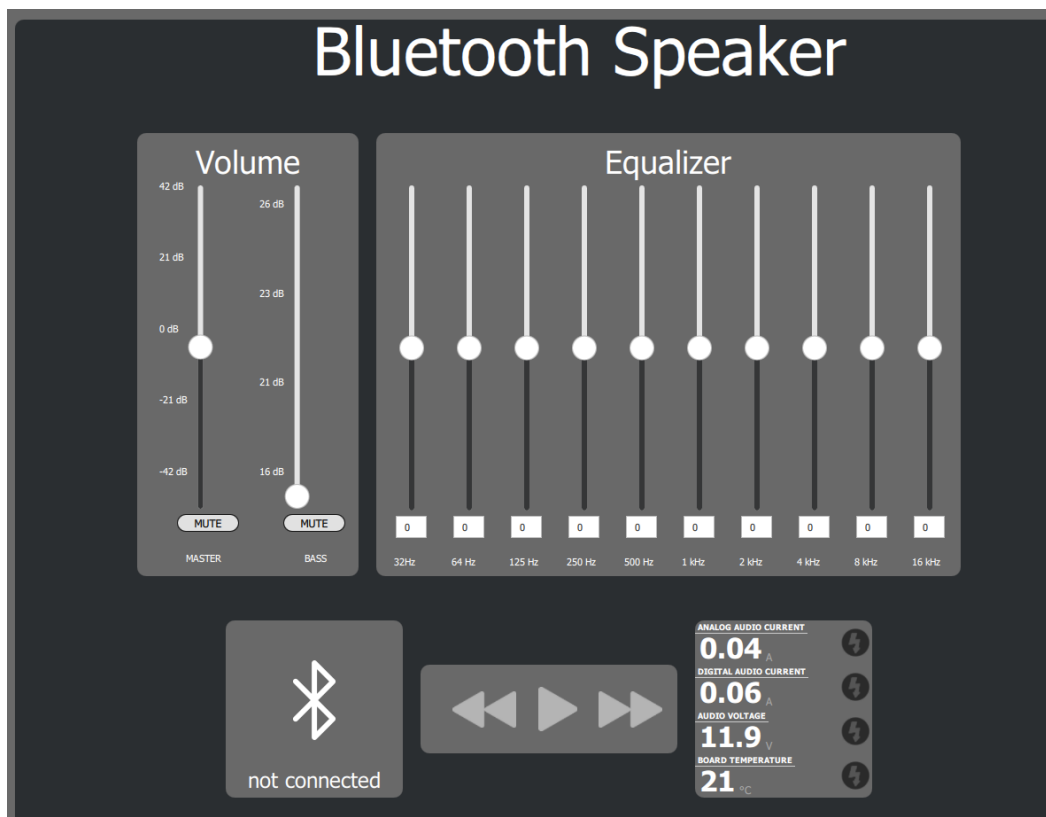 Bluetooth Speaker
Volume
42 dB
21 dB
0 dB
-21 dB
-42 dB
26 dB
23 dB
21 dB
16 dB
MUTE MUTE
MASTER BASS
Equalizer
0 0 0 0 0 0 0 0 0 0
32Hz 64 Hz 125 Hz 250 Hz 500 Hz 1 kHz 2 kHz 4 kHz 8 kHz 16 kHz
not connected
ANALOG AUDIO CURRENT
0.04 A
DIGITAL AUDIO CURRENT
0.06 A
AUDIO VOLTAGE
11.9 V
BOARD TEMPERATURE
21 °C